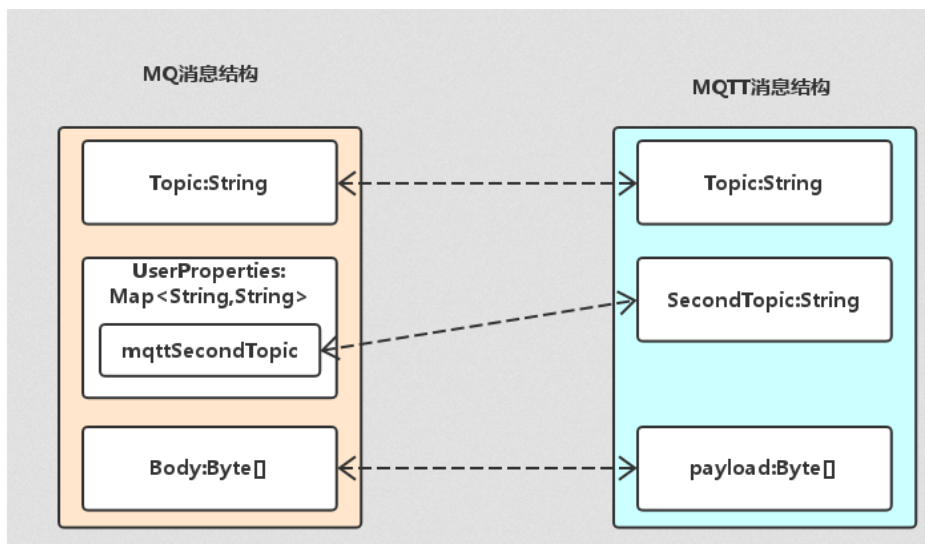 MQ消息结构
MQTT消息结构
Topic:String
Topic:String
UserProperties:
Map<String,String>
SecondTopic:String
mqttSecondTopic
Body:Byte[]
payload:Byte[]